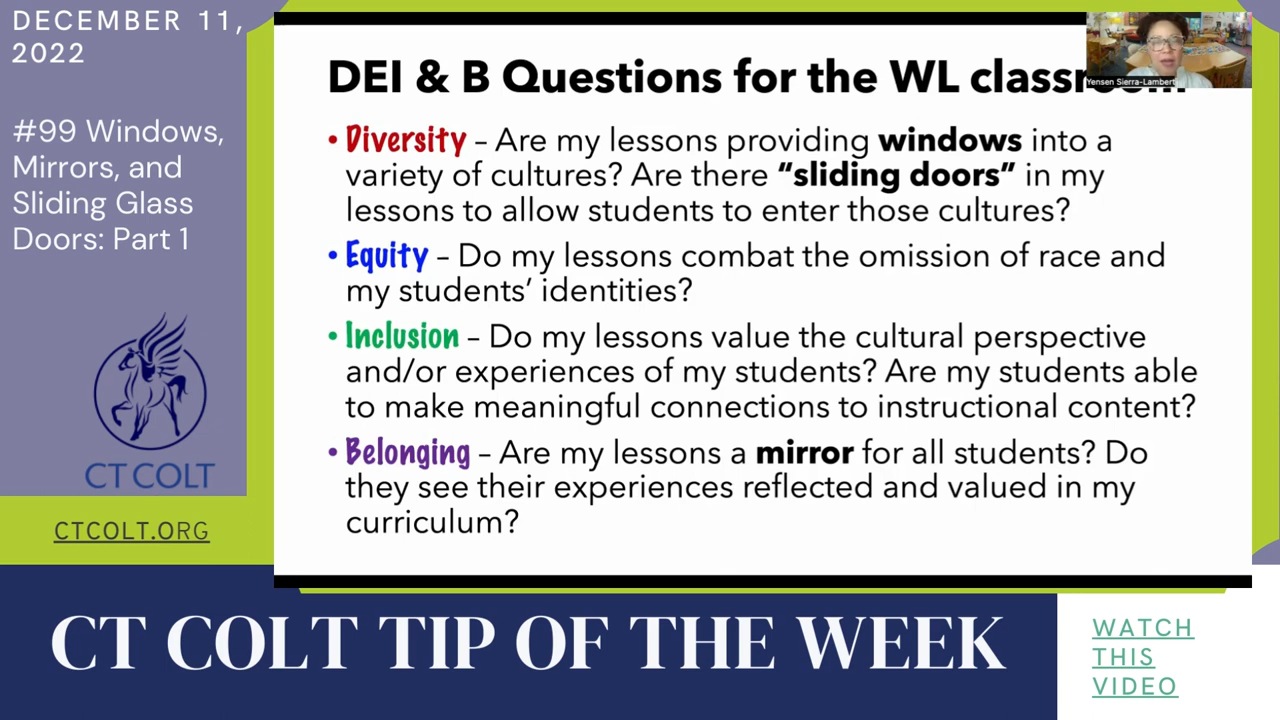 DECEMBER 11,
2022
#99 Windows,
Mirrors, and
Sliding Glass
Doors: Part 1
CT COLT
CTCOLT.ORG
DEI & B Questions for the WL classroom
Yensen Sierra-Lambert
• Diversity – Are my lessons providing windows into a
variety of cultures? Are there “sliding doors” in my
lessons to allow students to enter those cultures?
• Equity – Do my lessons combat the omission of race and
my students’ identities?
• Inclusion – Do my lessons value the cultural perspective
and/or experiences of my students? Are my students able
to make meaningful connections to instructional content?
• Belonging – Are my lessons a mirror for all students? Do
they see their experiences reflected and valued in my
curriculum?
CT COLT TIP OF THE WEEK
WATCH
THIS
VIDEO